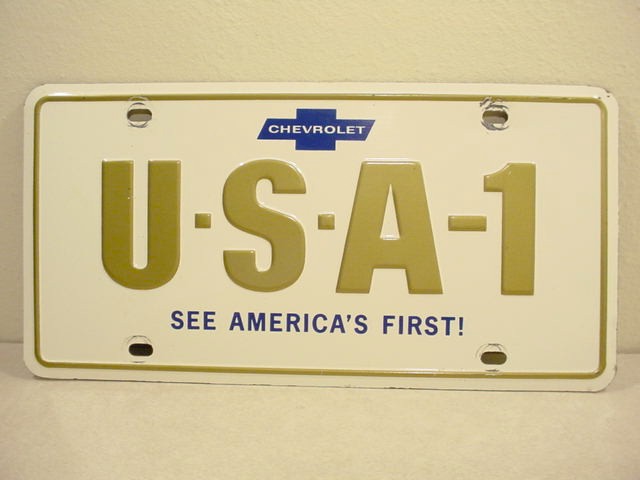 CHEVROLET
U·S·A-1
SEE AMERICA'S FIRST!